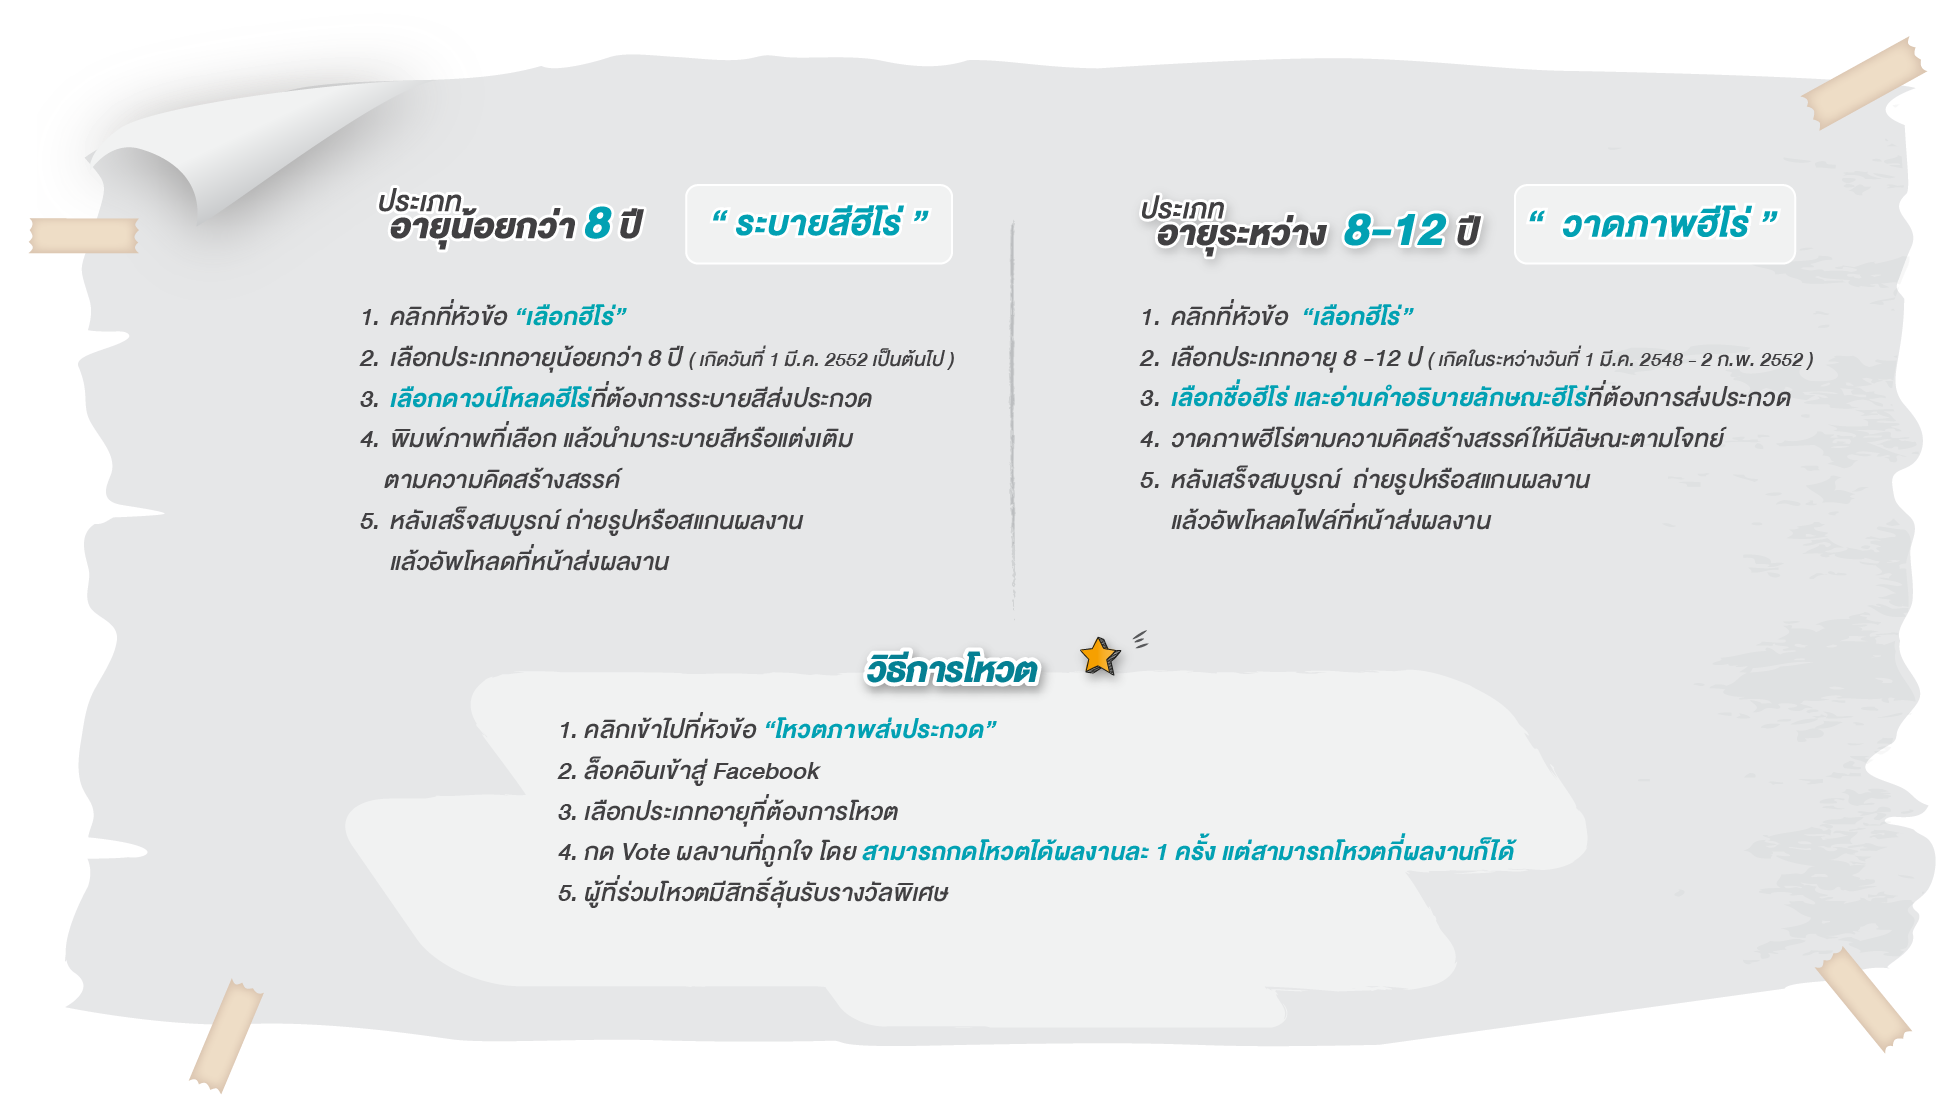 ประเภท
อายุน้อยกว่า 8 ปี
“ ระบายสีฮีโร่ ”
1. คลิกที่หัวข้อ “เลือกฮีโร่”
2. เลือกประเภทอายุน้อยกว่า 8 ปี ( เกิดวันที่ 1 มี.ค. 2552 เป็นต้นไป )
3. เลือกดาวน์โหลดฮีโร่ที่ต้องการระบายสีส่งประกวด
4. พิมพ์ภาพที่เลือก แล้วนำมาระบายสีหรือแต่งเติม
ตามความคิดสร้างสรรค์
5. หลังเสร็จสมบูรณ์ ถ่ายรูปหรือสแกนผลงาน
แล้วอัพโหลดที่หน้าส่งผลงาน
ประเภท
อายุระหว่าง 8-12 ปี
“ วาดภาพฮีโร่ ”
1. คลิกที่หัวข้อ “เลือกฮีโร่”
2. เลือกประเภทอายุ 8 -12 ป ( เกิดในระหว่างวันที่ 1 มี.ค. 2548 - 2 ก.พ. 2552 )
3. เลือกชื่อฮีโร่ และอ่านคำอธิบายลักษณะฮีโร่ที่ต้องการส่งประกวด
4. วาดภาพฮีโร่ตามความคิดสร้างสรรค์ให้มีลัษณะตามโจทย์
5. หลังเสร็จสมบูรณ์ ถ่ายรูปหรือสแกนผลงาน
แล้วอัพโหลดไฟล์ที่หน้าส่งผลงาน
วิธีการโหวต
1. คลิกเข้าไปที่หัวข้อ “โหวตภาพส่งประกวด”
2. ล็อคอินเข้าสู่ Facebook
3. เลือกประเภทอายุที่ต้องการโหวต
4. กด Vote ผลงานที่ถูกใจ โดย สามารถกดโหวตได้ผลงานละ 1 ครั้ง แต่สามารถโหวตกี่ผลงานก็ได้
5. ผู้ที่ร่วมโหวตมีสิทธิ์ลุ้นรับรางวัลพิเศษ